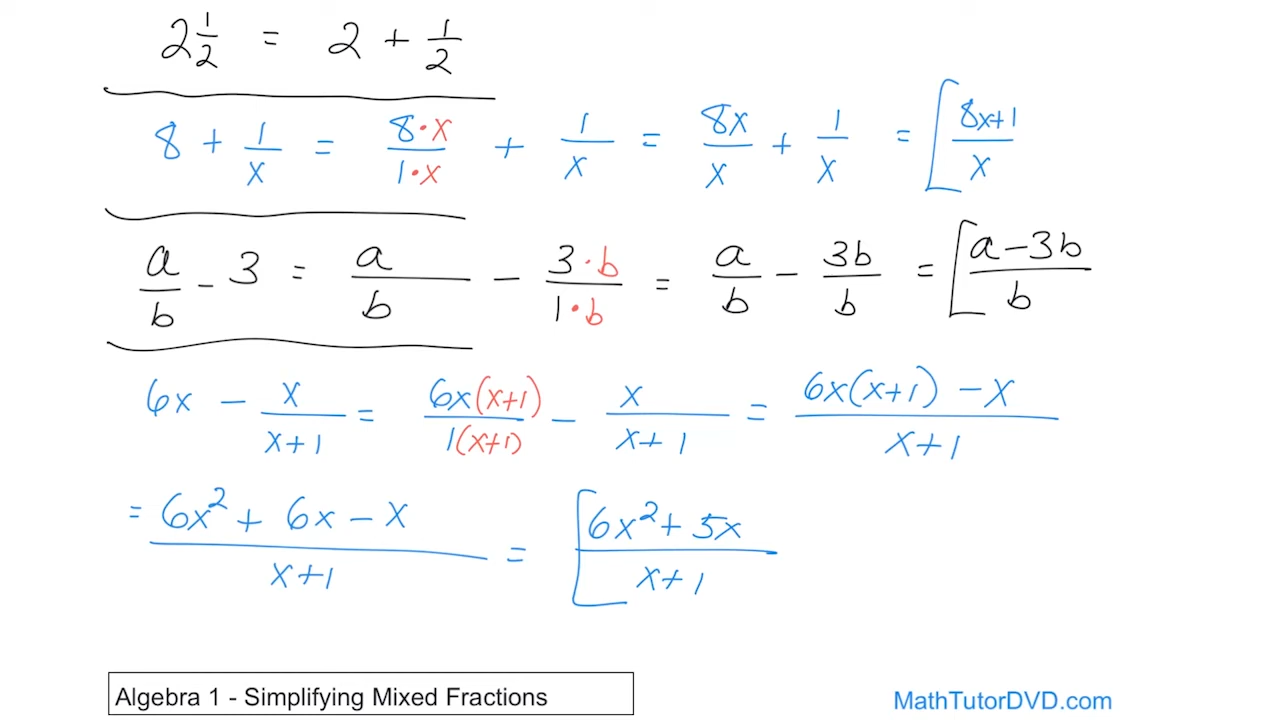 2 1/2 = 2 + 1/2
8 + 1/x = 8·x/1·x + 1/x = 8x/x + 1/x = [8x+1/x
a/b - 3 = a/b - 3·b/1·b = a/b - 3b/b = [a-3b/b
6x - x/x+1 = 6x(x+1)/1(x+1) - x/x+1 = 6x(x+1) - x/x+1
= 6x² + 6x - x/x+1 = [6x² + 5x/x+1
Algebra 1 - Simplifying Mixed Fractions
MathTutorDVD.com